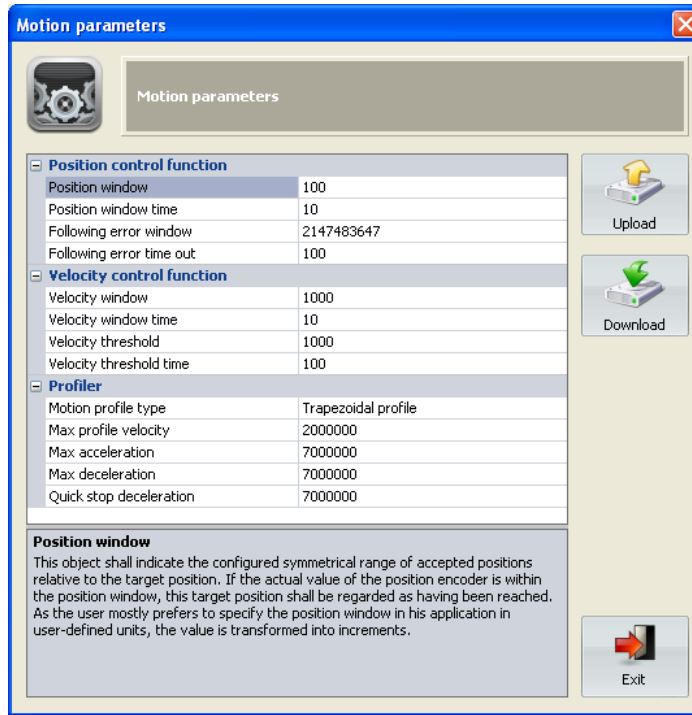 Motion parameters
Motion parameters
Position control function
Position window 100
Position window time 10
Following error window 2147483647
Following error time out 100
Velocity control function
Velocity window 1000
Velocity window time 10
Velocity threshold 1000
Velocity threshold time 100
Profiler
Motion profile type Trapezoidal profile
Max profile velocity 2000000
Max acceleration 7000000
Max deceleration 7000000
Quick stop deceleration 7000000
Upload
Download
Position window
This object shall indicate the configured symmetrical range of accepted positions
relative to the target position. If the actual value of the position encoder is within
the position window, this target position shall be regarded as having been reached.
As the user mostly prefers to specify the position window in his application in
user-defined units, the value is transformed into increments.
Exit